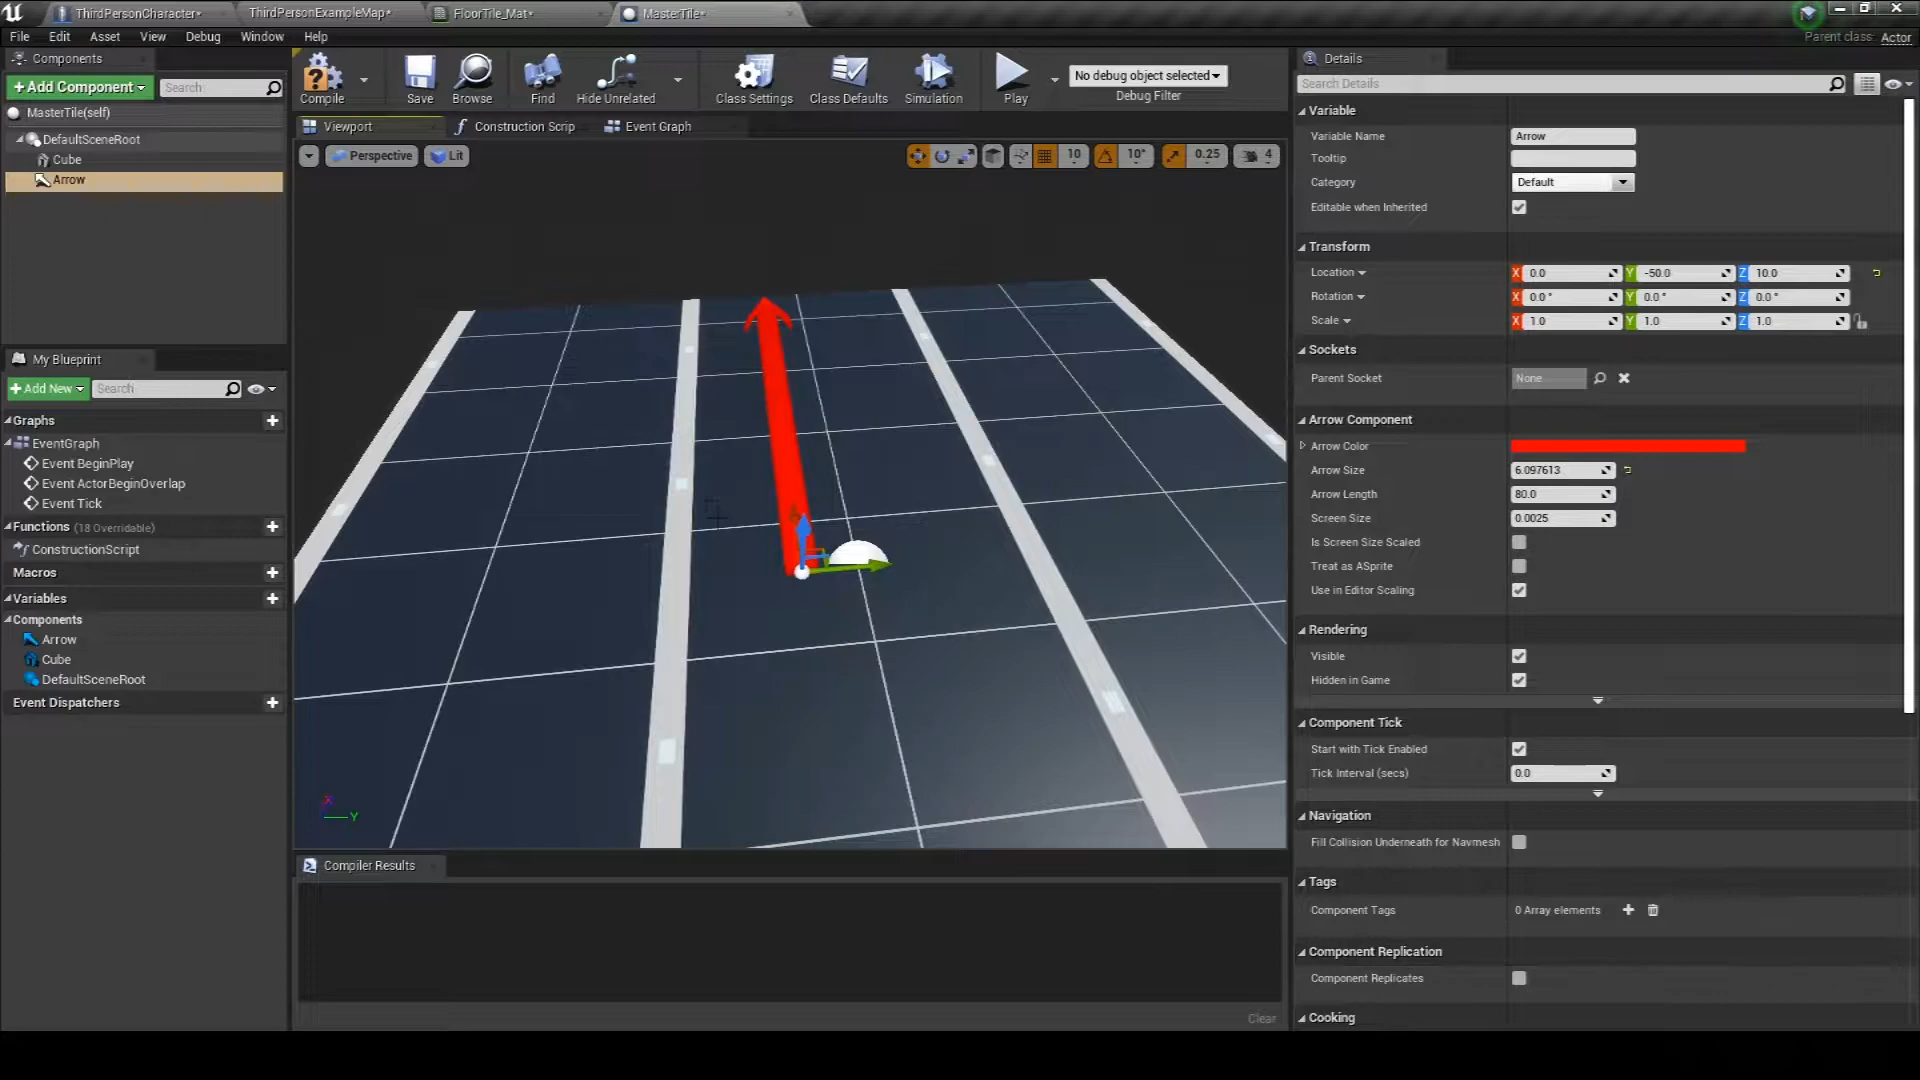 ThirdPersonCharacter*
ThirdPersonExampleMap*
FloorTile_Mat*
MasterTile*
File Edit Asset View Debug Window Help
Parent class: Actor
Components
+ Add Component
Search
MasterTile(self)
DefaultSceneRoot
Cube
Arrow
Compile
Save
Browse
Find
Hide Unrelated
Class Settings
Class Defaults
Simulation
Play
No debug object selected
Debug Filter
Viewport
Construction Scrip
Event Graph
Perspective
Lit
10
10°
0.25
4
X
Y
My Blueprint
+ Add New
Search
Graphs
EventGraph
Event BeginPlay
Event ActorBeginOverlap
Event Tick
Functions (18 Overridable)
ConstructionScript
Macros
Variables
Components
Arrow
Cube
DefaultSceneRoot
Event Dispatchers
Compiler Results
Clear
Details
Search Details
Variable
Variable Name Arrow
Tooltip
Category Default
Editable when Inherited
Transform
Location X 0.0 Y -50.0 Z 10.0
Rotation X 0.0 ° Y 0.0 ° Z 0.0 °
Scale X 1.0 Y 1.0 Z 1.0
Sockets
Parent Socket None
Arrow Component
Arrow Color
Arrow Size 6.097613
Arrow Length 80.0
Screen Size 0.0025
Is Screen Size Scaled
Treat as ASprite
Use in Editor Scaling
Rendering
Visible
Hidden in Game
Component Tick
Start with Tick Enabled
Tick Interval (secs) 0.0
Navigation
Fill Collision Underneath for Navmesh
Tags
Component Tags 0 Array elements
Component Replication
Component Replicates
Cooking